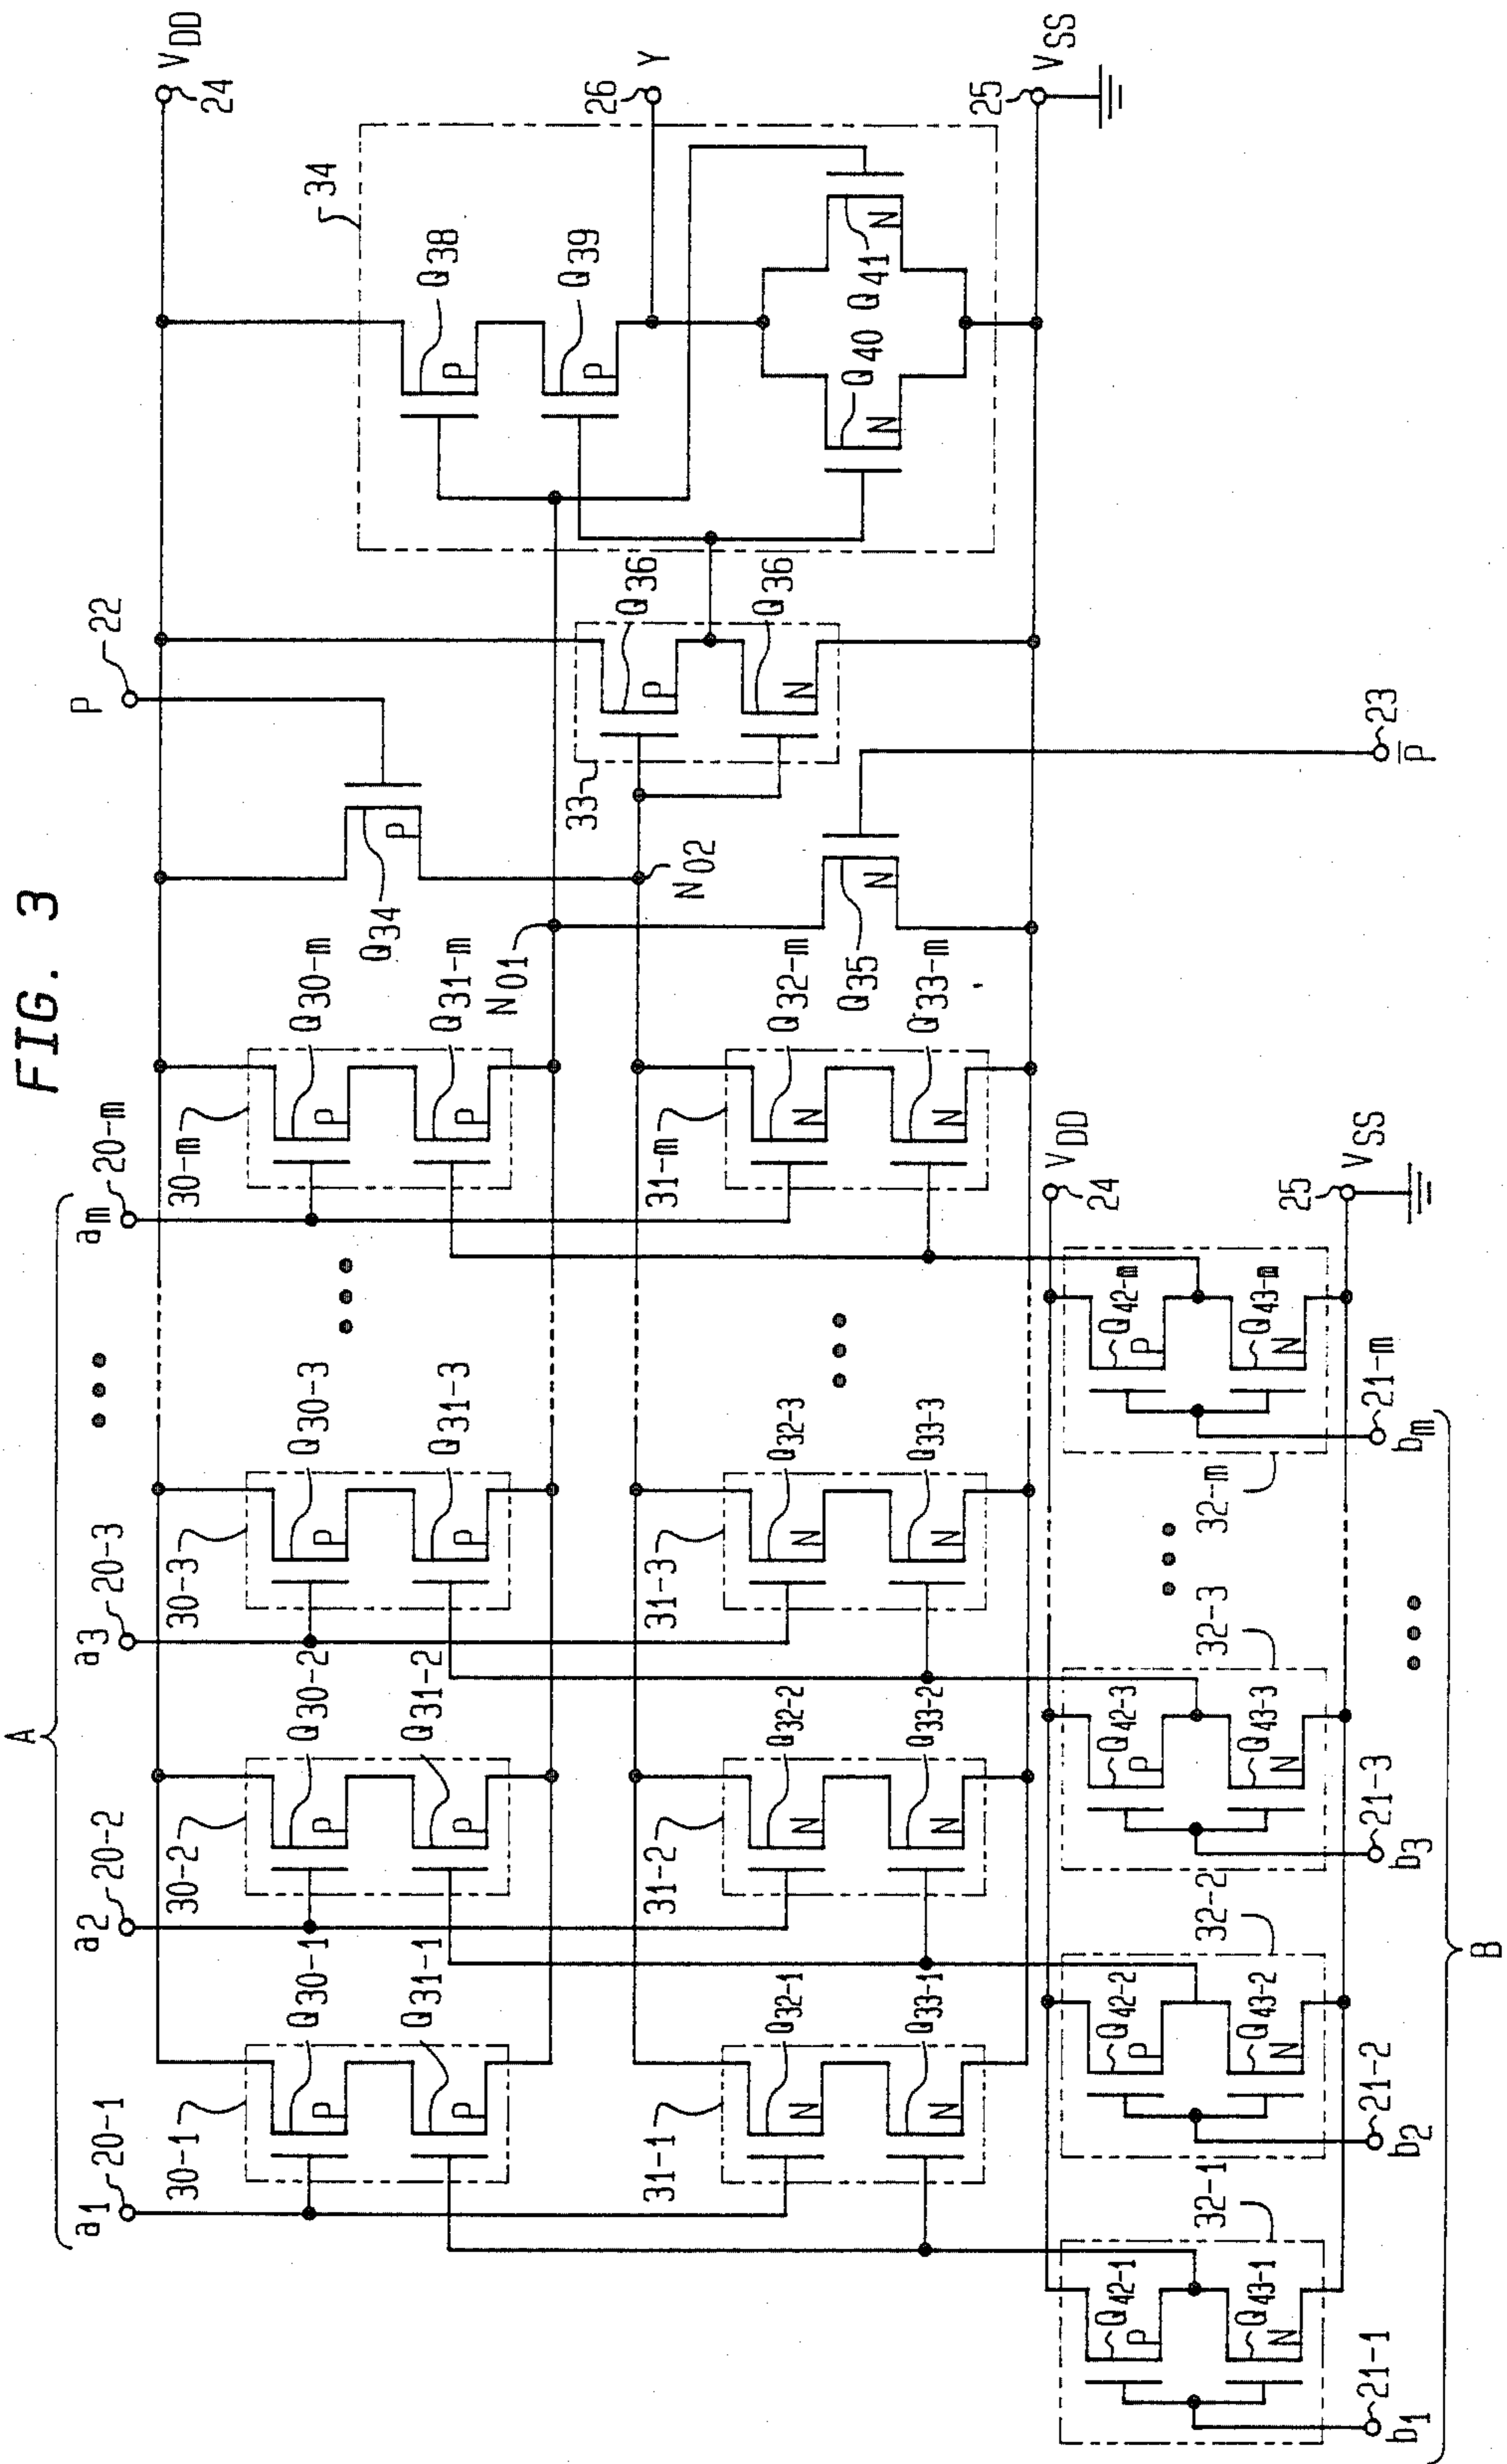 FIG. 3
A
a1 20-1
a2 20-2
a3 20-3
am 20-m
P 22
VDD
24
30-1
Q30-1
Q31-1
30-2
Q30-2
Q31-2
30-3
Q30-3
Q31-3
30-m
Q30-m
Q31-m
P
P
P
P
P
P
P
P
N01
Q34
P
N02
34
Q38
P
Q39
P
26 Y
31-1
Q32-1
Q33-1
31-2
Q32-2
Q33-2
31-3
Q32-3
Q33-3
31-m
Q32-m
Q33-m
N
N
N
N
N
N
N
N
Q35
N
33
Q36
P
Q36
N
Q40
N
Q41
N
25 VSS
32-1
Q42-1
P
Q43-1
N
32-2
Q42-2
P
Q43-2
N
32-3
Q42-3
P
Q43-3
N
32-m
Q42-m
P
Q43-m
N
VDD
24
25 VSS
b1 21-1
b2 21-2
b3 21-3
bm 21-m
23
P̅
B